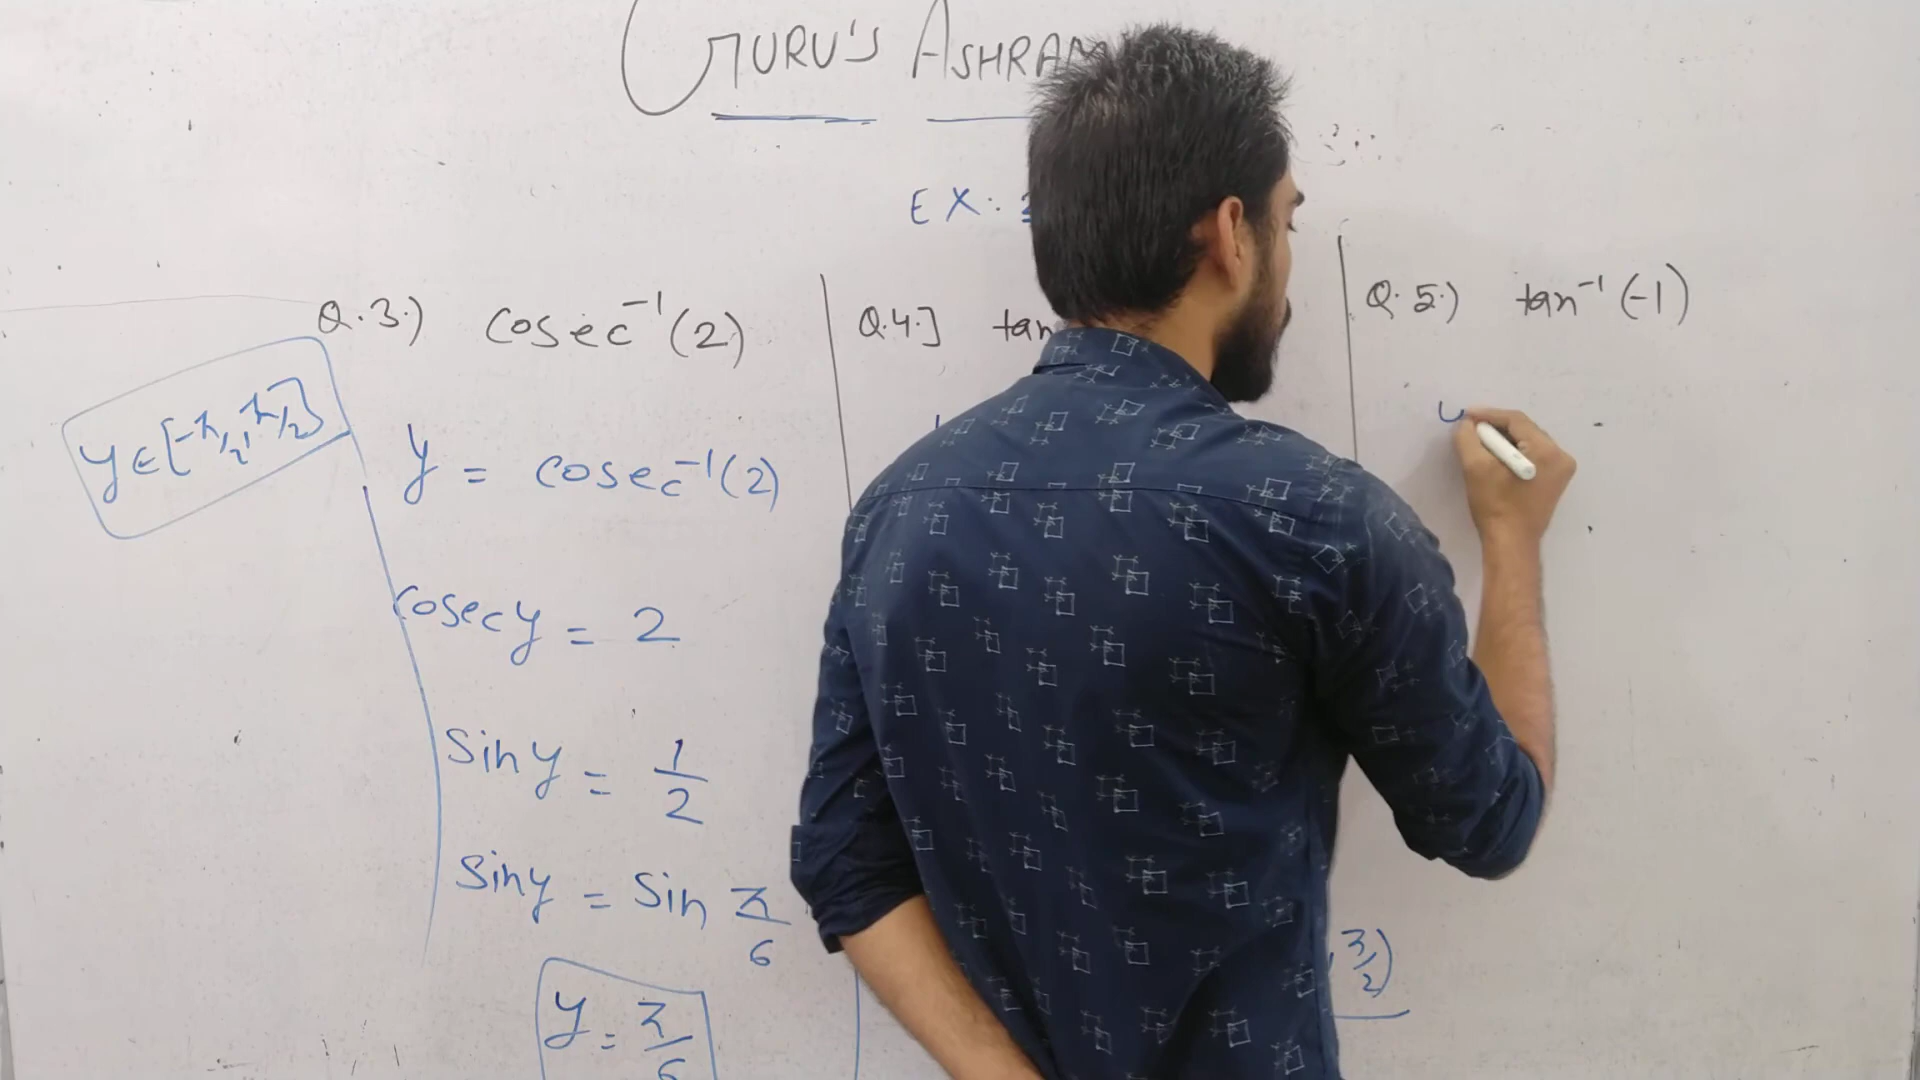 GURU'S ASHRAM
EX:
Q.3.) cosec⁻¹(2)
y ∈ [-π/2, π/2]
y = cosec⁻¹(2)
cosec y = 2
sin y = 1/2
sin y = sin π/6
y = π/6
Q.4.] tan
, π/2)
Q.5.) tan⁻¹(-1)